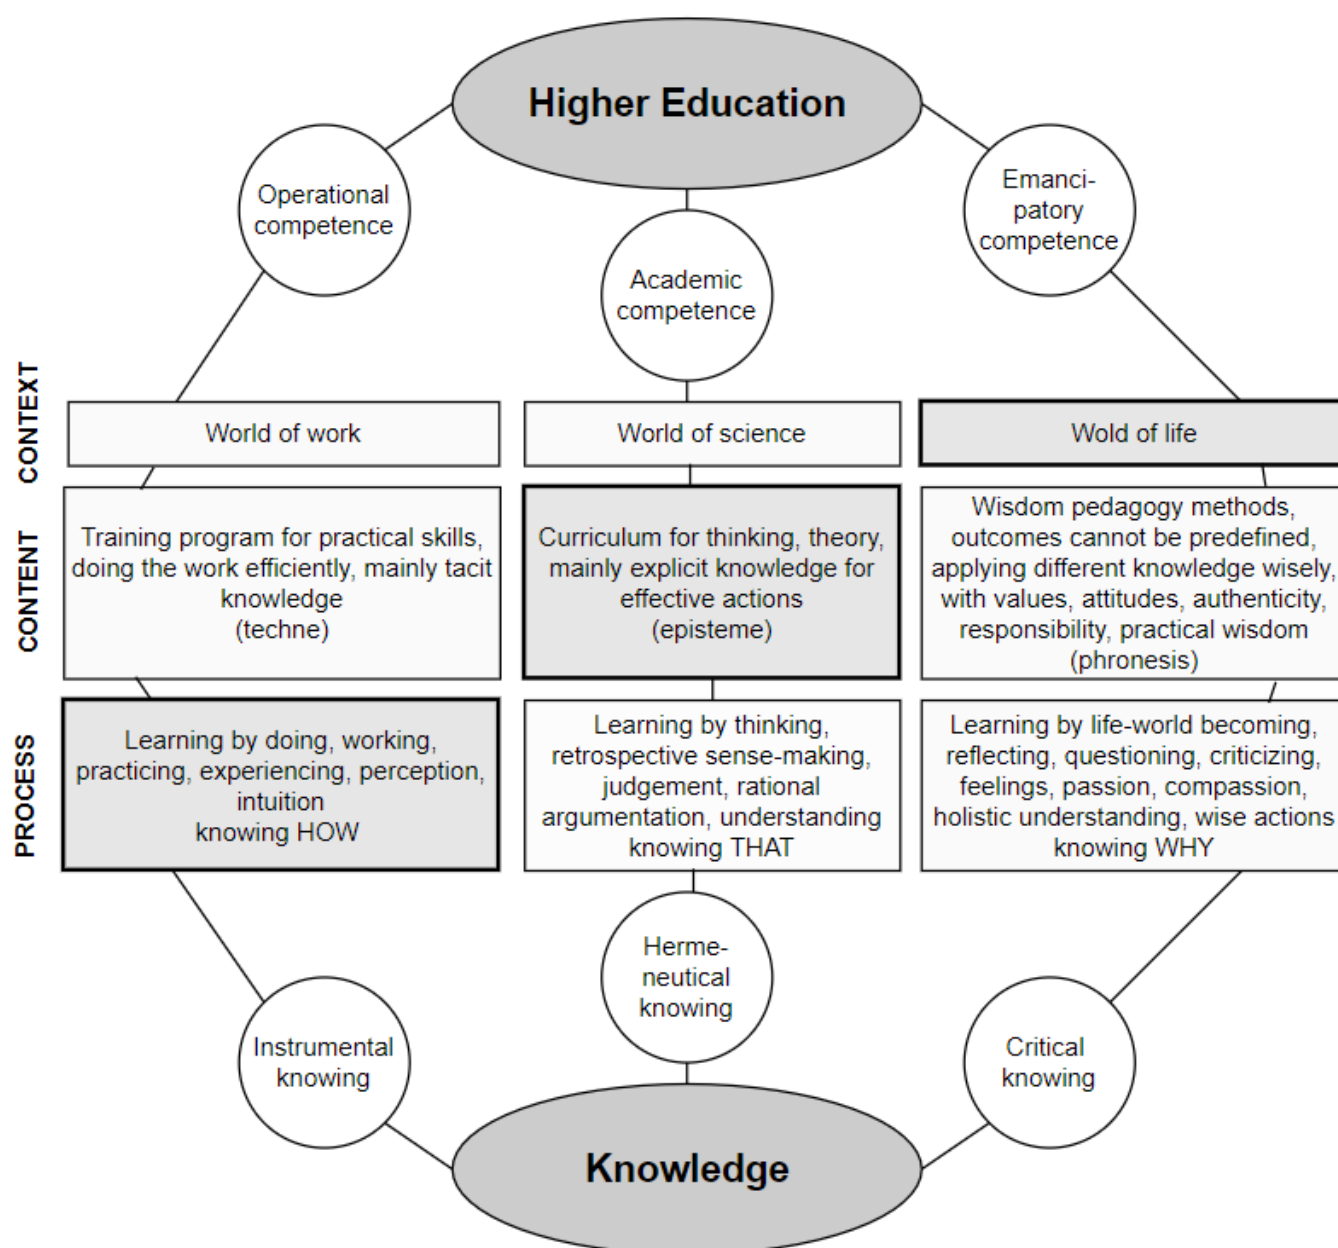 Higher Education
Operational
competence
Academic
competence
Emanci-
patory
competence
CONTEXT
World of work
World of science
Wold of life
CONTENT
Training program for practical skills,
doing the work efficiently, mainly tacit
knowledge
(techne)
Curriculum for thinking, theory,
mainly explicit knowledge for
effective actions
(episteme)
Wisdom pedagogy methods,
outcomes cannot be predefined,
applying different knowledge wisely,
with values, attitudes, authenticity,
responsibility, practical wisdom
(phronesis)
PROCESS
Learning by doing, working,
practicing, experiencing, perception,
intuition
knowing HOW
Learning by thinking,
retrospective sense-making,
judgement, rational
argumentation, understanding
knowing THAT
Learning by life-world becoming,
reflecting, questioning, criticizing,
feelings, passion, compassion,
holistic understanding, wise actions
knowing WHY
Instrumental
knowing
Herme-
neutical
knowing
Critical
knowing
Knowledge